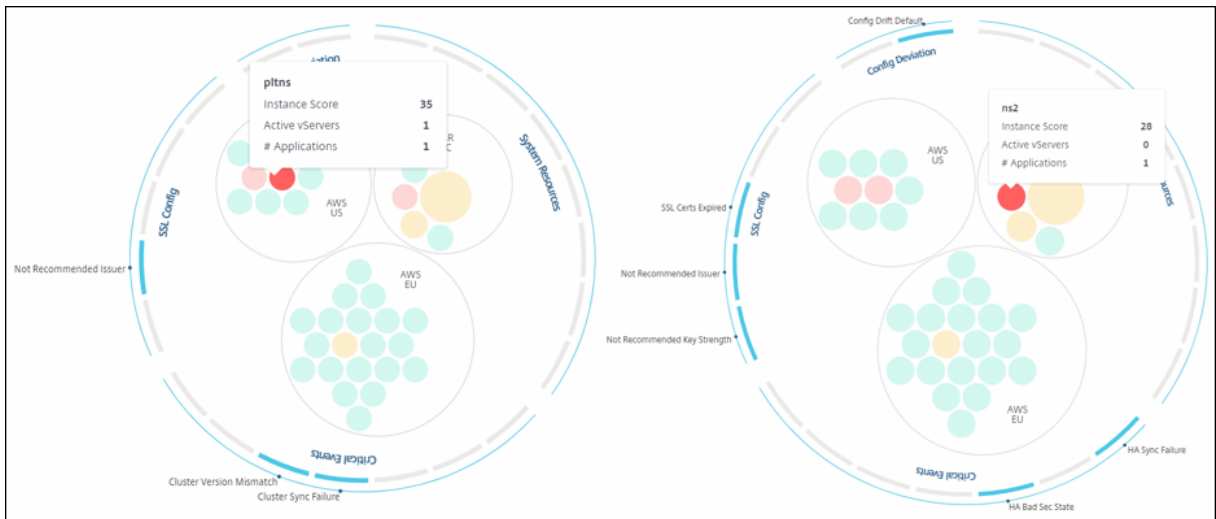 ation
pltns
Instance Score 35
Active vServers 1
# Applications 1
R
C
System Resources
AWS
US
SSL Config
Not Recommended Issuer
AWS
EU
Critical Events
Cluster Version Mismatch
Cluster Sync Failure
Config Drift Default
Config Deviation
ns2
Instance Score 28
Active vServers 0
# Applications 1
AWS
US
ources
SSL Certs Expired
SSL Config
Not Recommended Issuer
Not Recommended Key Strength
AWS
EU
Critical Events
HA Sync Failure
HA Bad Sec State